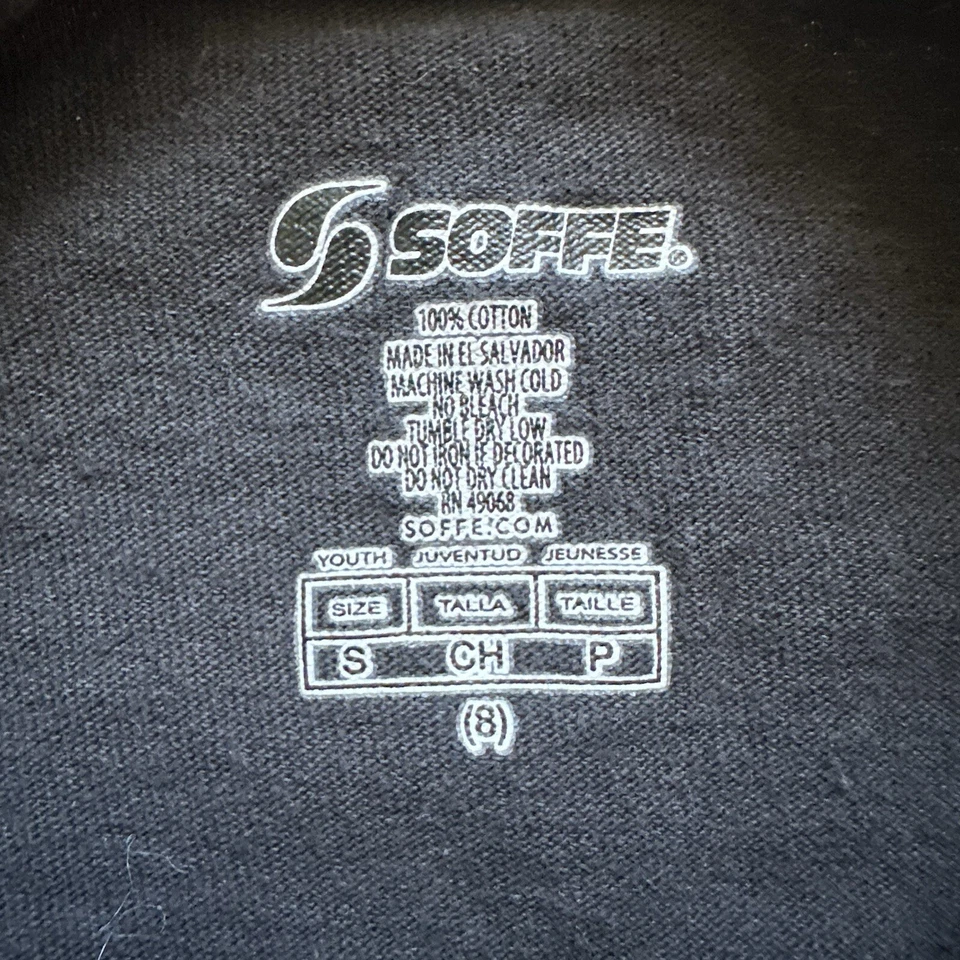 SOFFE.®
100% COTTON
MADE IN EL SALVADOR
MACHINE WASH COLD
NO BLEACH
TUMBLE DRY LOW
DO NOT IRON IF DECORATED
DO NOT DRY CLEAN
RN 49068
SOFFE.COM
YOUTH JUVENTUD JEUNESSE
SIZE TALLA TAILLE
S CH P
(8)